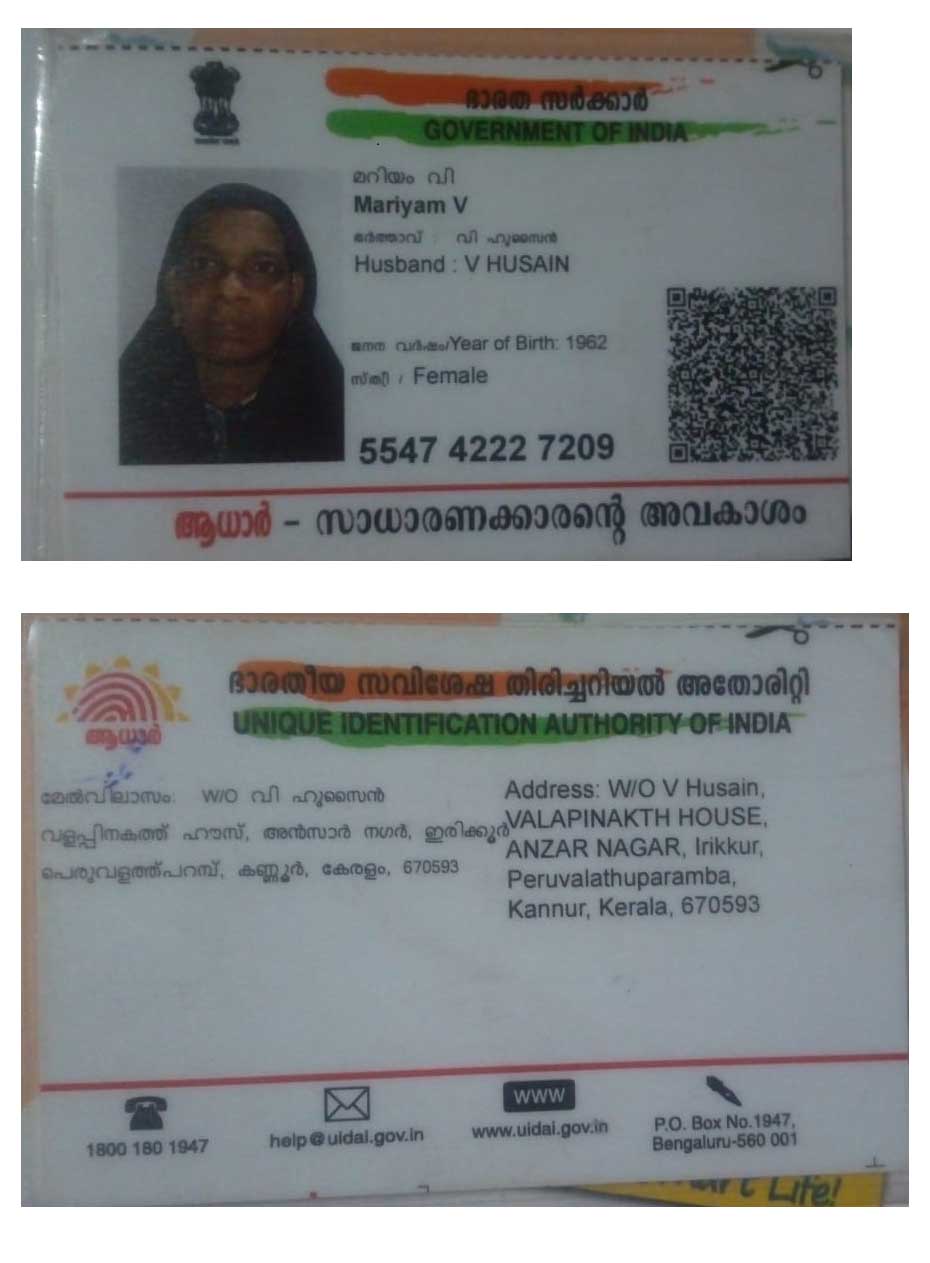 ഭാരത സർക്കാർ
GOVERNMENT OF INDIA
മറിയം വി
Mariyam V
ഭർത്താവ് : വി ഹുസൈൻ
Husband : V HUSAIN
ജനന വർഷം/Year of Birth: 1962
സ്ത്രീ / Female
5547 4222 7209
ആധാർ - സാധാരണക്കാരന്റെ അവകാശം
ഭാരതീയ സവിശേഷ തിരിച്ചറിയൽ അതോരിറ്റി
UNIQUE IDENTIFICATION AUTHORITY OF INDIA
ആധാർ
മേൽവിലാസം: W/O വി ഹുസൈൻ
വളപ്പിനകത്ത് ഹൗസ്, അൻസാർ നഗർ, ഇരിക്കൂർ
പെരുവളത്ത്പറമ്പ്, കണ്ണൂർ, കേരളം, 670593
Address: W/O V Husain,
VALAPINAKTH HOUSE,
ANZAR NAGAR, Irikkur,
Peruvalathuparamba,
Kannur, Kerala, 670593
1800 180 1947
help@uidai.gov.in
WWW
www.uidai.gov.in
P.O. Box No.1947,
Bengaluru-560 001
Life!